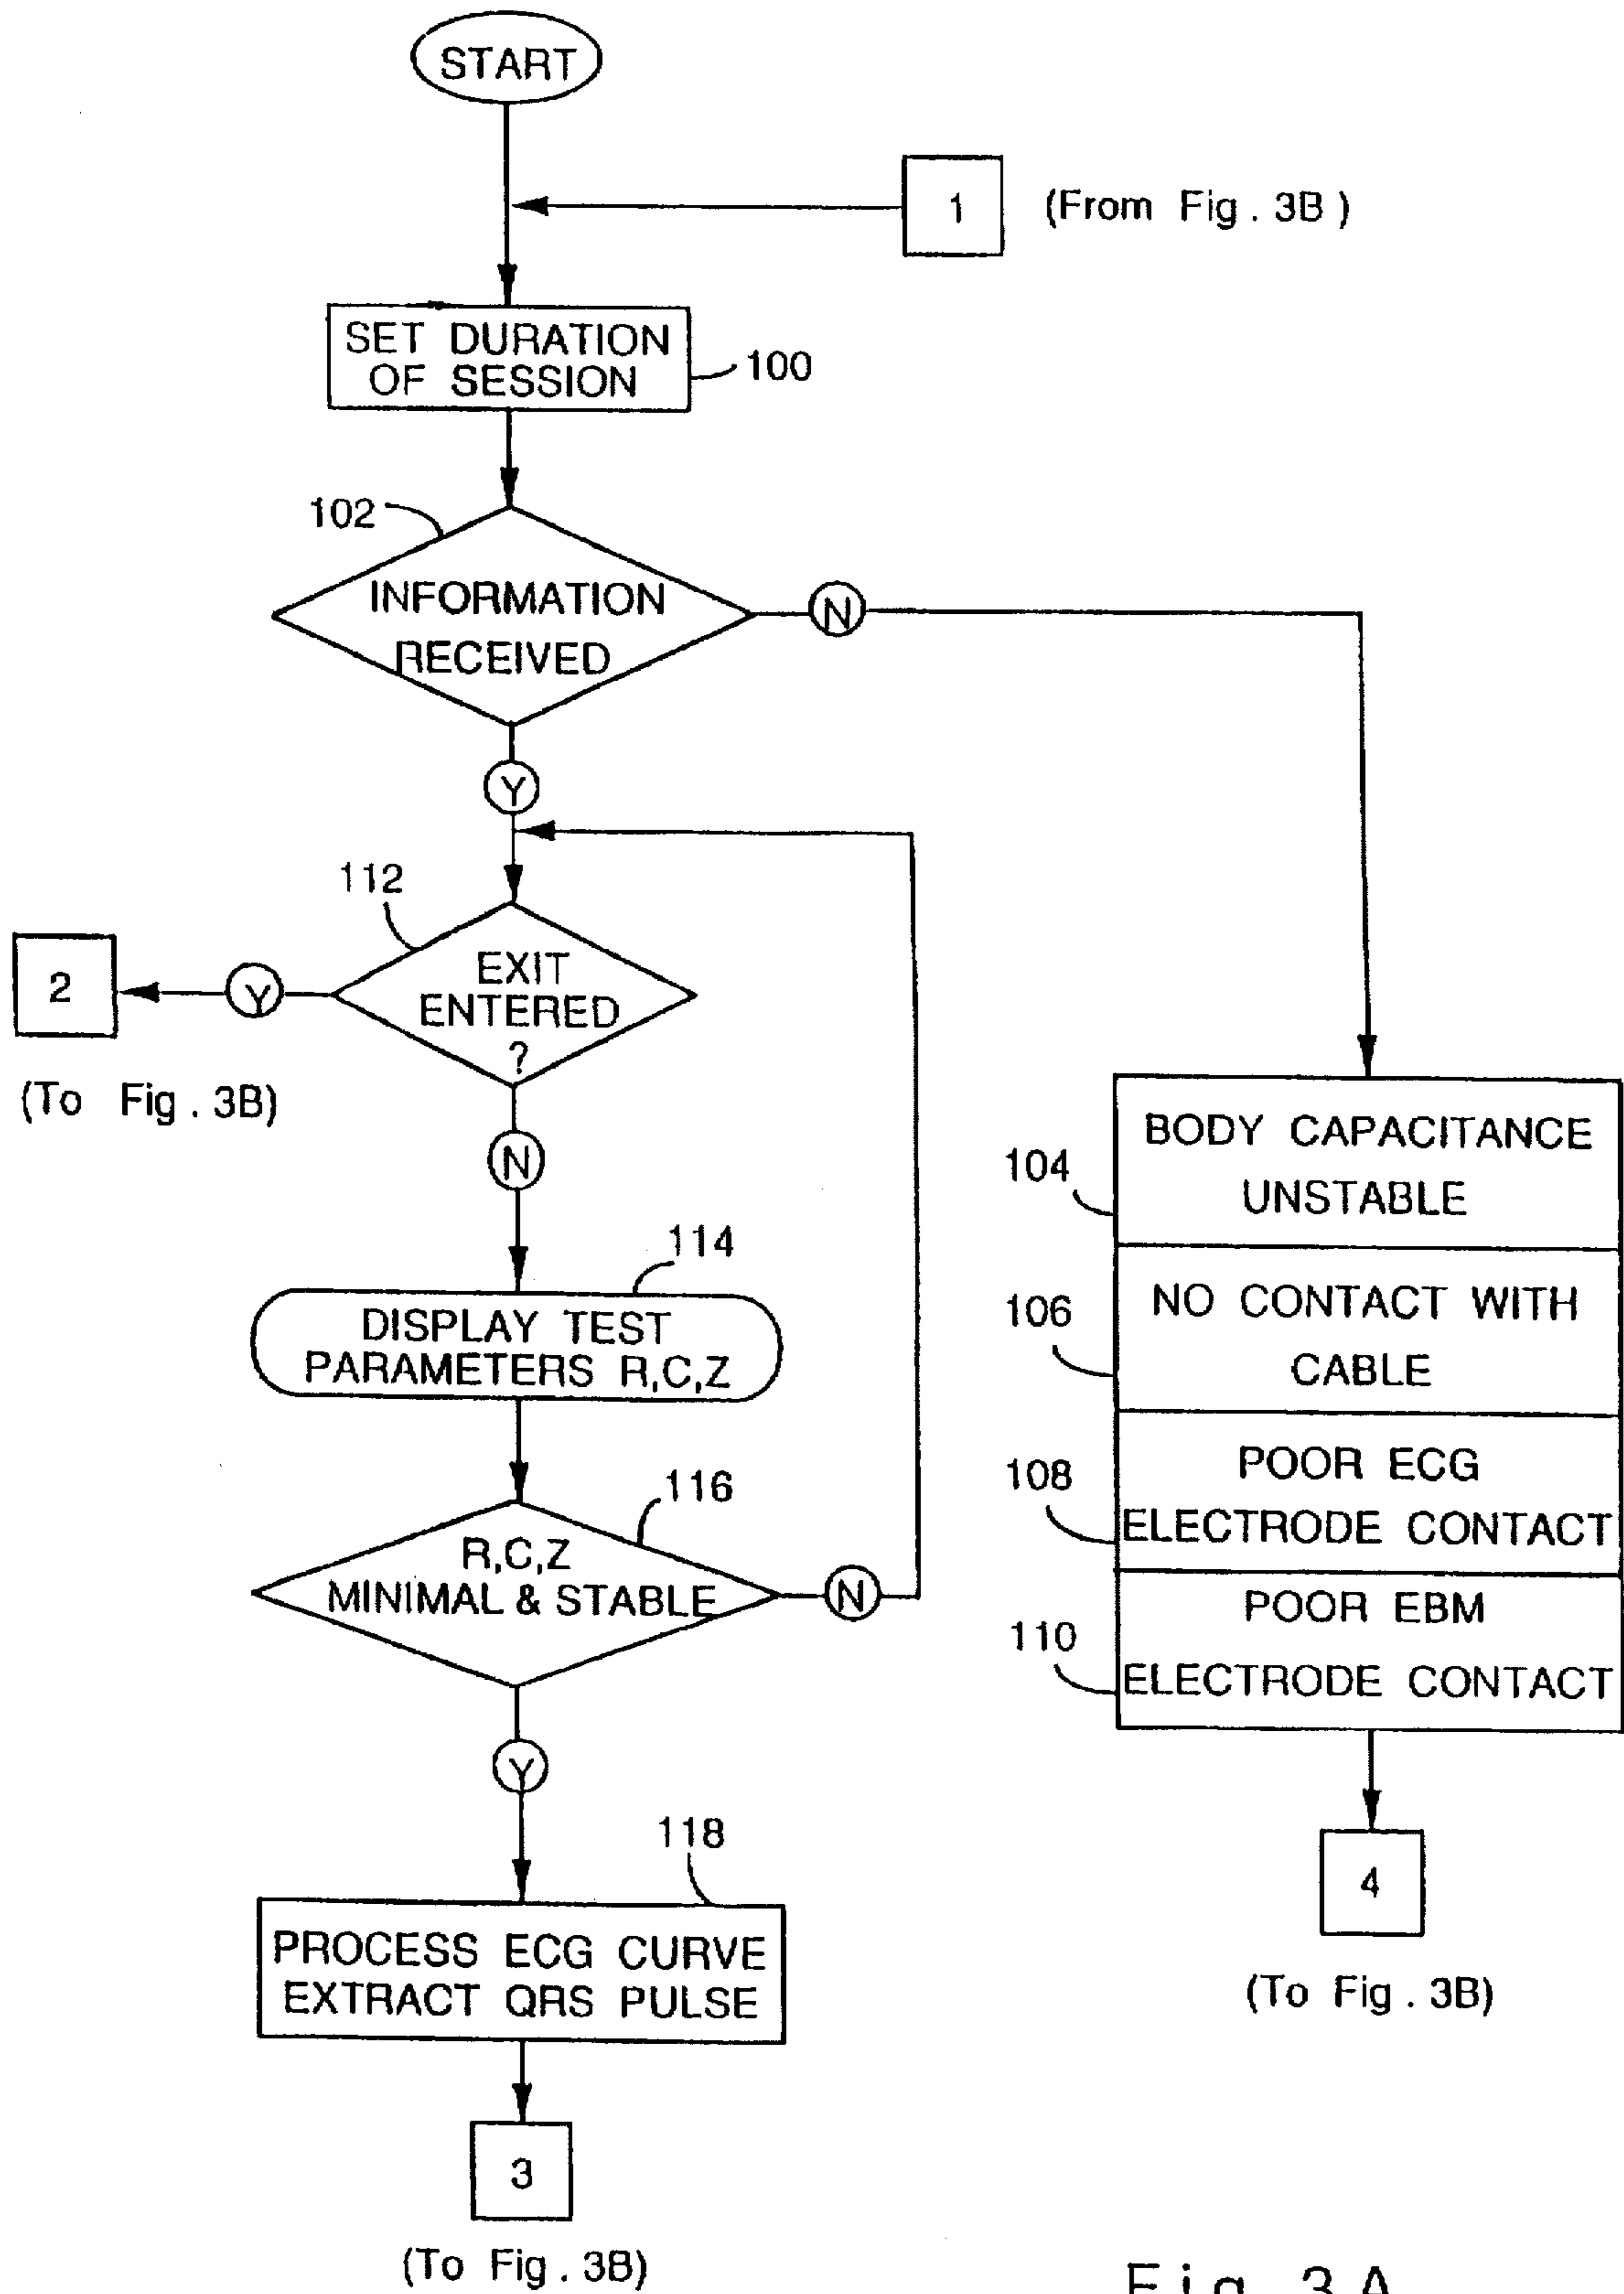 START
1 (From Fig. 3B)
SET DURATION
OF SESSION
100
102
INFORMATION
RECEIVED
N
Y
112
EXIT
ENTERED
?
Y
2
(To Fig. 3B)
N
114
DISPLAY TEST
PARAMETERS R,C,Z
116
R,C,Z
MINIMAL & STABLE
N
Y
118
PROCESS ECG CURVE
EXTRACT QRS PULSE
3
(To Fig. 3B)
104
BODY CAPACITANCE
UNSTABLE
106
NO CONTACT WITH
CABLE
108
POOR ECG
ELECTRODE CONTACT
110
POOR EBM
ELECTRODE CONTACT
4
(To Fig. 3B)
Fig. 3A